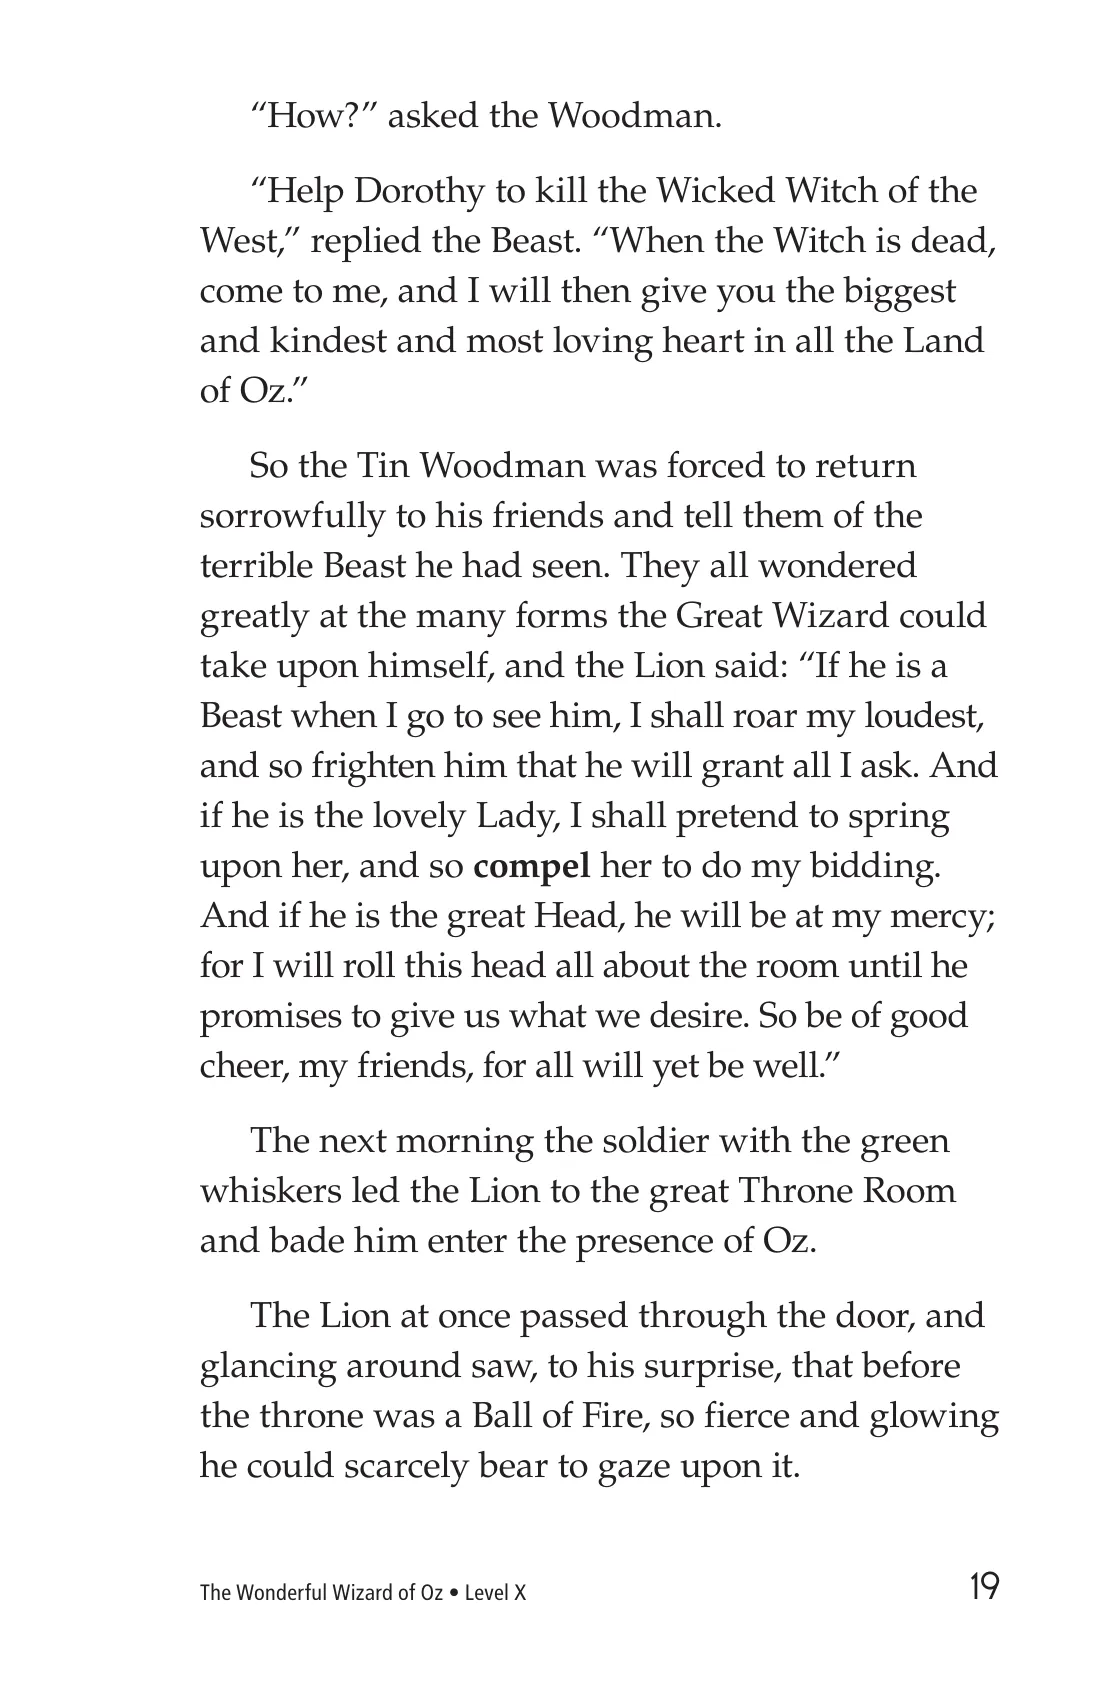 “How?” asked the Woodman.
“Help Dorothy to kill the Wicked Witch of the
West,” replied the Beast. “When the Witch is dead,
come to me, and I will then give you the biggest
and kindest and most loving heart in all the Land
of Oz.”
So the Tin Woodman was forced to return
sorrowfully to his friends and tell them of the
terrible Beast he had seen. They all wondered
greatly at the many forms the Great Wizard could
take upon himself, and the Lion said: “If he is a
Beast when I go to see him, I shall roar my loudest,
and so frighten him that he will grant all I ask. And
if he is the lovely Lady, I shall pretend to spring
upon her, and so compel her to do my bidding.
And if he is the great Head, he will be at my mercy;
for I will roll this head all about the room until he
promises to give us what we desire. So be of good
cheer, my friends, for all will yet be well.”
The next morning the soldier with the green
whiskers led the Lion to the great Throne Room
and bade him enter the presence of Oz.
The Lion at once passed through the door, and
glancing around saw, to his surprise, that before
the throne was a Ball of Fire, so fierce and glowing
he could scarcely bear to gaze upon it.
The Wonderful Wizard of Oz • Level X
19